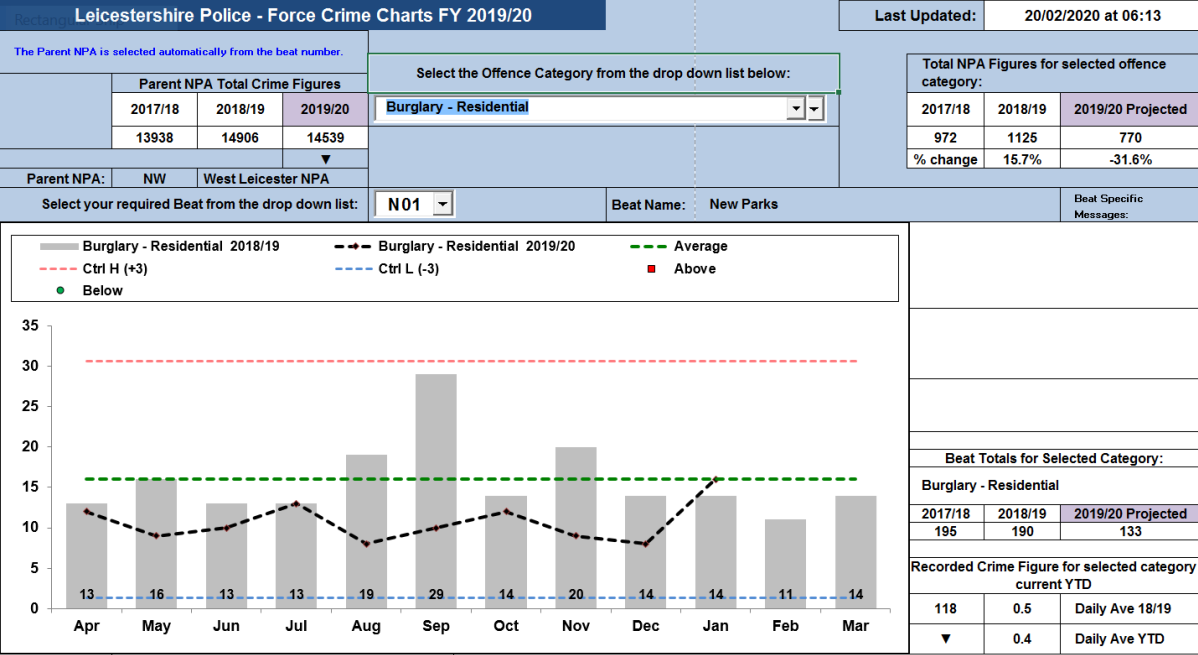 Rectangular
Leicestershire Police - Force Crime Charts FY 2019/20
Last Updated: 20/02/2020 at 06:13
The Parent NPA is selected automatically from the beat number.
Parent NPA Total Crime Figures
2017/18 2018/19 2019/20
13938 14906 14539
▼
Parent NPA: NW West Leicester NPA
Select the Offence Category from the drop down list below:
Burglary - Residential
Total NPA Figures for selected offence
category:
2017/18 2018/19 2019/20 Projected
972 1125 770
% change 15.7% -31.6%
Select your required Beat from the drop down list: N01
Beat Name: New Parks
Beat Specific
Messages:
Burglary - Residential 2018/19 Burglary - Residential 2019/20 Average
Ctrl H (+3) Ctrl L (-3) Above
Below
35
30
25
20
15
10
5
0
13 16 13 13 19 29 14 20 14 14 11 14
Apr May Jun Jul Aug Sep Oct Nov Dec Jan Feb Mar
Beat Totals for Selected Category:
Burglary - Residential
2017/18 2018/19 2019/20 Projected
195 190 133
Recorded Crime Figure for selected category
current YTD
118 0.5 Daily Ave 18/19
▼ 0.4 Daily Ave YTD